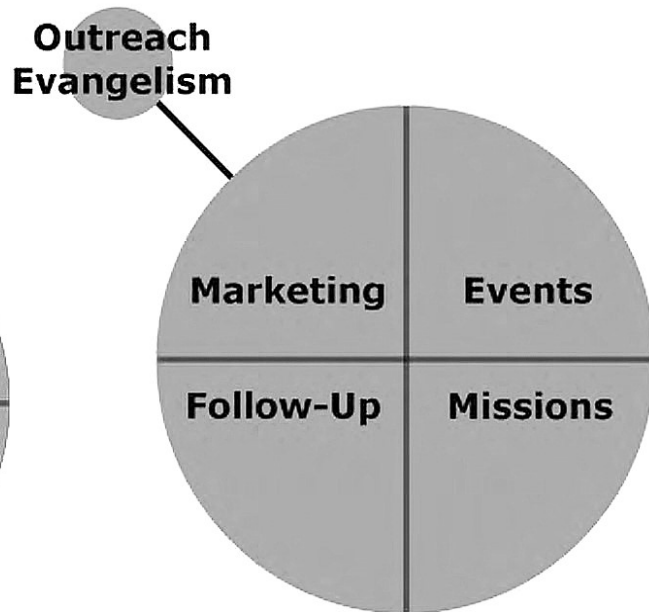 Outreach
Evangelism
Marketing
Events
Follow-Up
Missions